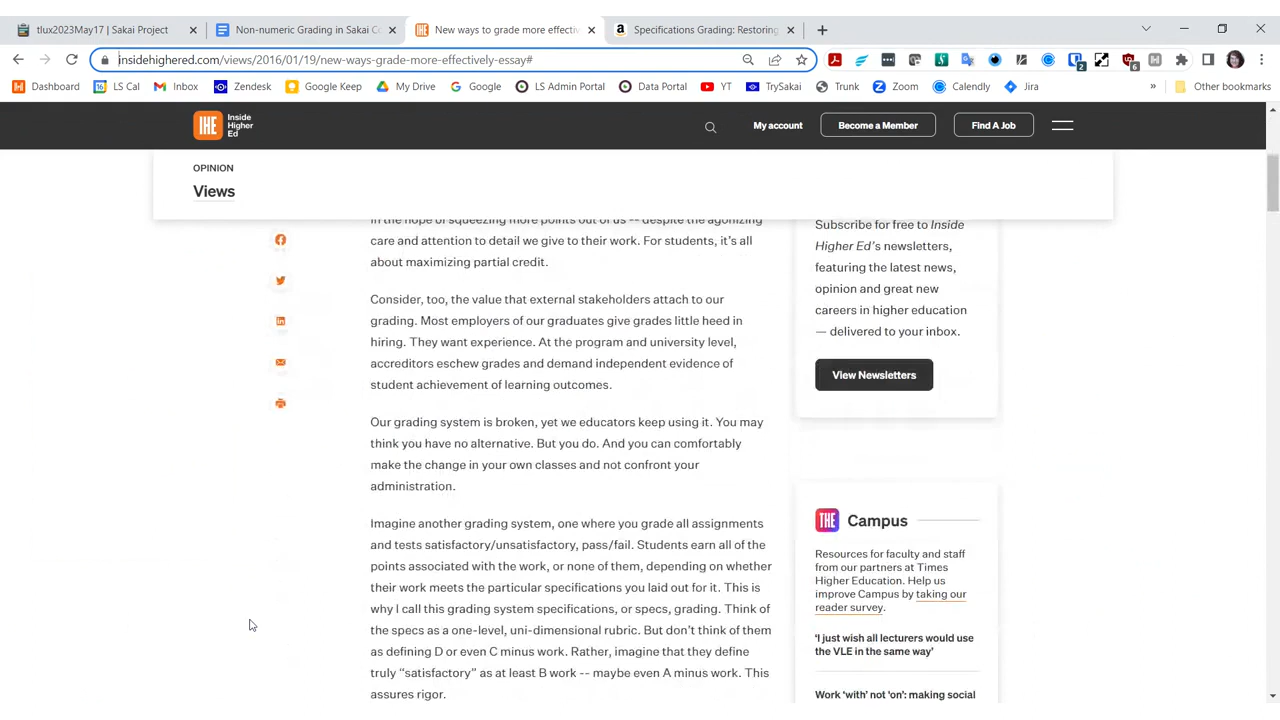 tlux2023May17 | Sakai Project
Non-numeric Grading in Sakai Co
New ways to grade more effectiv
Specifications Grading: Restoring
insidehighered.com/views/2016/01/19/new-ways-grade-more-effectively-essay#
2
6
Dashboard
16 LS Cal
Inbox
Zendesk
Google Keep
My Drive
Google
LS Admin Portal
Data Portal
YT
TrySakai
Trunk
Zoom
Calendly
Jira
»
Other bookmarks
IHE
Inside
Higher
Ed
My account
Become a Member
Find A Job
OPINION
Views
in the hope of squeezing more points out of us -- despite the agonizing
care and attention to detail we give to their work. For students, it's all
about maximizing partial credit.
Consider, too, the value that external stakeholders attach to our
grading. Most employers of our graduates give grades little heed in
hiring. They want experience. At the program and university level,
accreditors eschew grades and demand independent evidence of
student achievement of learning outcomes.
Our grading system is broken, yet we educators keep using it. You may
think you have no alternative. But you do. And you can comfortably
make the change in your own classes and not confront your
administration.
Imagine another grading system, one where you grade all assignments
and tests satisfactory/unsatisfactory, pass/fail. Students earn all of the
points associated with the work, or none of them, depending on whether
their work meets the particular specifications you laid out for it. This is
why I call this grading system specifications, or specs, grading. Think of
the specs as a one-level, uni-dimensional rubric. But don't think of them
as defining D or even C minus work. Rather, imagine that they define
truly “satisfactory” as at least B work -- maybe even A minus work. This
assures rigor.
Subscribe for free to Inside
Higher Ed's newsletters,
featuring the latest news,
opinion and great new
careers in higher education
— delivered to your inbox.
View Newsletters
THE Campus
Resources for faculty and staff
from our partners at Times
Higher Education. Help us
improve Campus by taking our
reader survey.
‘I just wish all lecturers would use
the VLE in the same way’
Work ‘with’ not ‘on’: making social